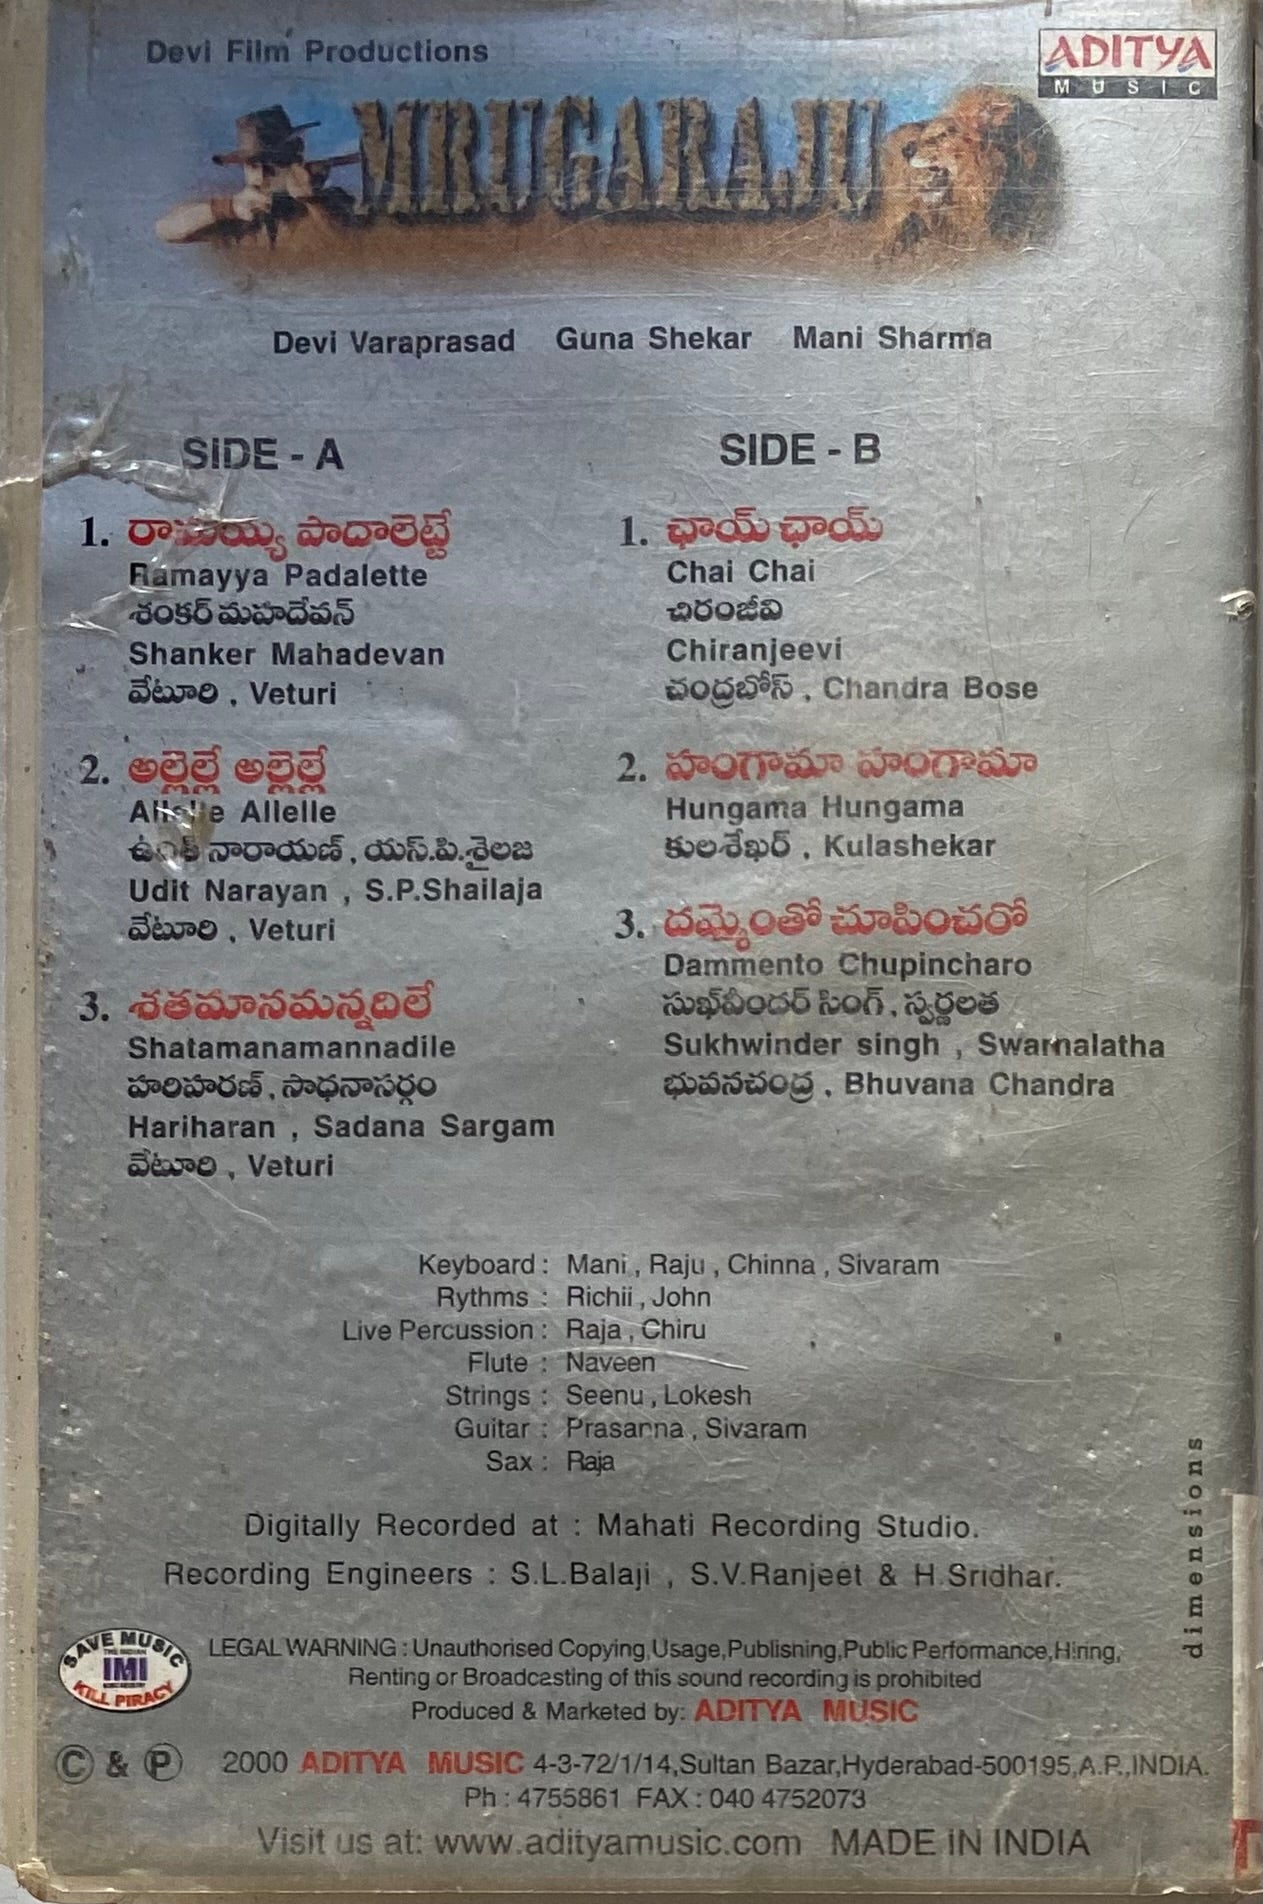 Devi Film Productions
ADITYA
MUSIC
MRUGARAJU
Devi Varaprasad Guna Shekar Mani Sharma
SIDE - A
1. రామయ్య పాదాలెట్టే
Ramayya Padalette
శంకర్ మహదేవన్
Shanker Mahadevan
వేటూరి , Veturi
2. అల్లెల్లే అల్లెల్లే
Allelle Allelle
ఉదిత్ నారాయణ్ , యస్.పి.శైలజ
Udit Narayan , S.P.Shailaja
వేటూరి , Veturi
3. శతమానమన్నదిలే
Shatamanamannadile
హరిహరణ్ , సాధనాసర్గం
Hariharan , Sadana Sargam
వేటూరి , Veturi
SIDE - B
1. ఛాయ్ ఛాయ్
Chai Chai
చిరంజీవి
Chiranjeevi
చంద్రబోస్ , Chandra Bose
2. హంగామా హంగామా
Hungama Hungama
కులశేఖర్ , Kulashekar
3. దమ్మెంతో చూపించరో
Dammento Chupincharo
సుఖ్‌వీందర్ సింగ్ , స్వర్ణలత
Sukhwinder singh , Swarnalatha
భువనచంద్ర , Bhuvana Chandra
Keyboard : Mani , Raju , Chinna , Sivaram
Rythms : Richii , John
Live Percussion : Raja , Chiru
Flute : Naveen
Strings : Seenu , Lokesh
Guitar : Prasanna , Sivaram
Sax : Raja
Digitally Recorded at : Mahati Recording Studio.
Recording Engineers : S.L.Balaji , S.V.Ranjeet & H.Sridhar.
dimensions
SAVE MUSIC
THE INDIAN
IMI
KILL PIRACY
LEGAL WARNING : Unauthorised Copying,Usage,Publishing,Public Performance,Hiring,
Renting or Broadcasting of this sound recording is prohibited
Produced & Marketed by: ADITYA MUSIC
© & ℗ 2000 ADITYA MUSIC 4-3-72/1/14,Sultan Bazar,Hyderabad-500195,A.P.,INDIA.
Ph : 4755861 FAX : 040 4752073
Visit us at: www.adityamusic.com MADE IN INDIA